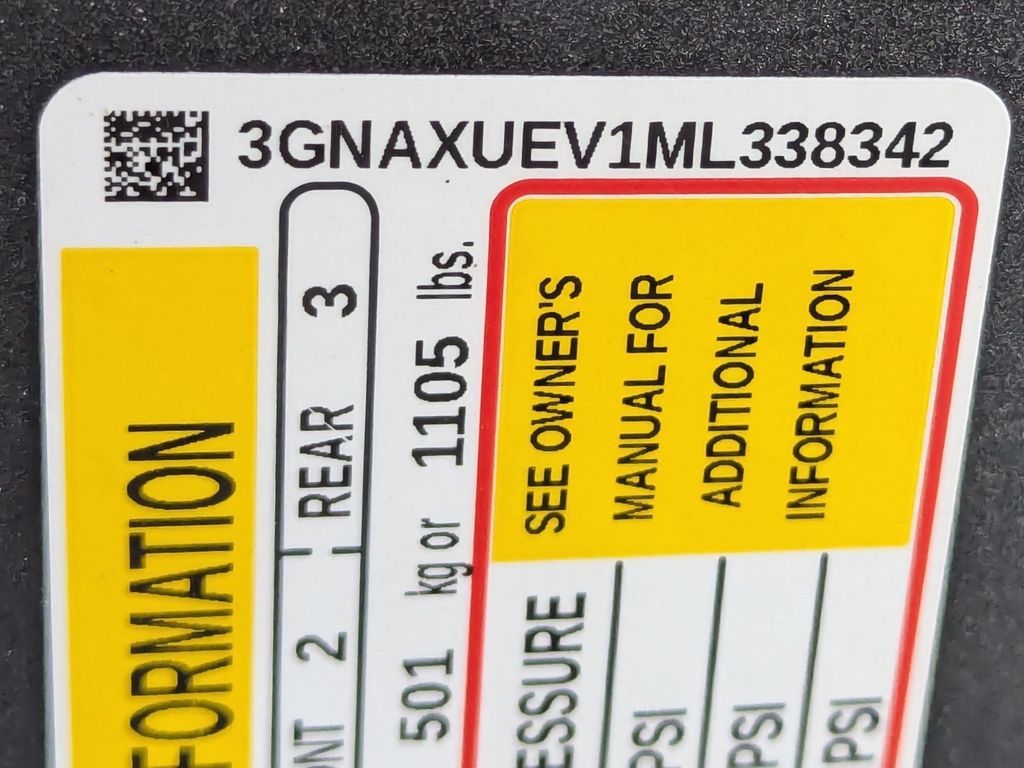 3GNAXUEV1ML338342
FORMATION
NT 2 REAR 3
501 kg or 1105 lbs.
SEE OWNER'S
MANUAL FOR
ADDITIONAL
INFORMATION
ESSURE
PSI
PSI
PSI